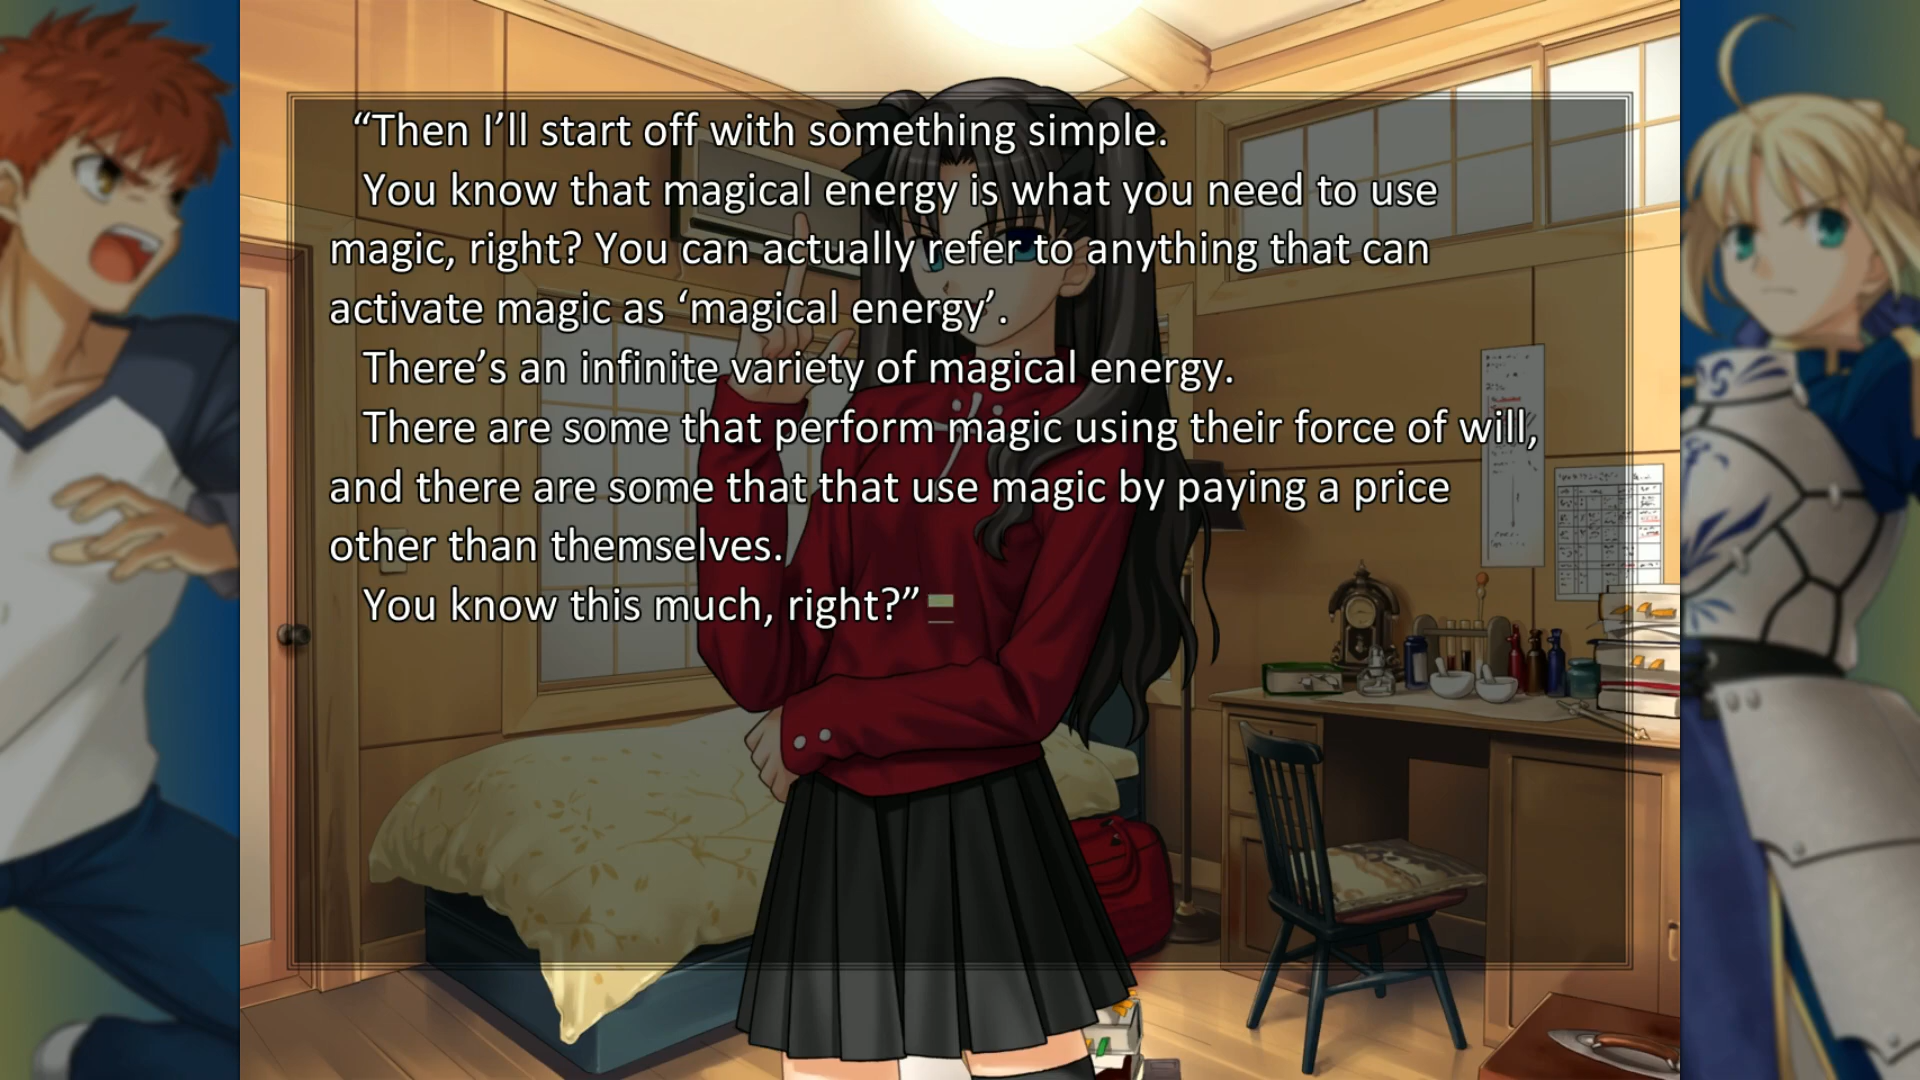 “Then I’ll start off with something simple.
You know that magical energy is what you need to use
magic, right? You can actually refer to anything that can
activate magic as ‘magical energy’.
There’s an infinite variety of magical energy.
There are some that perform magic using their force of will,
and there are some that that use magic by paying a price
other than themselves.
You know this much, right?”